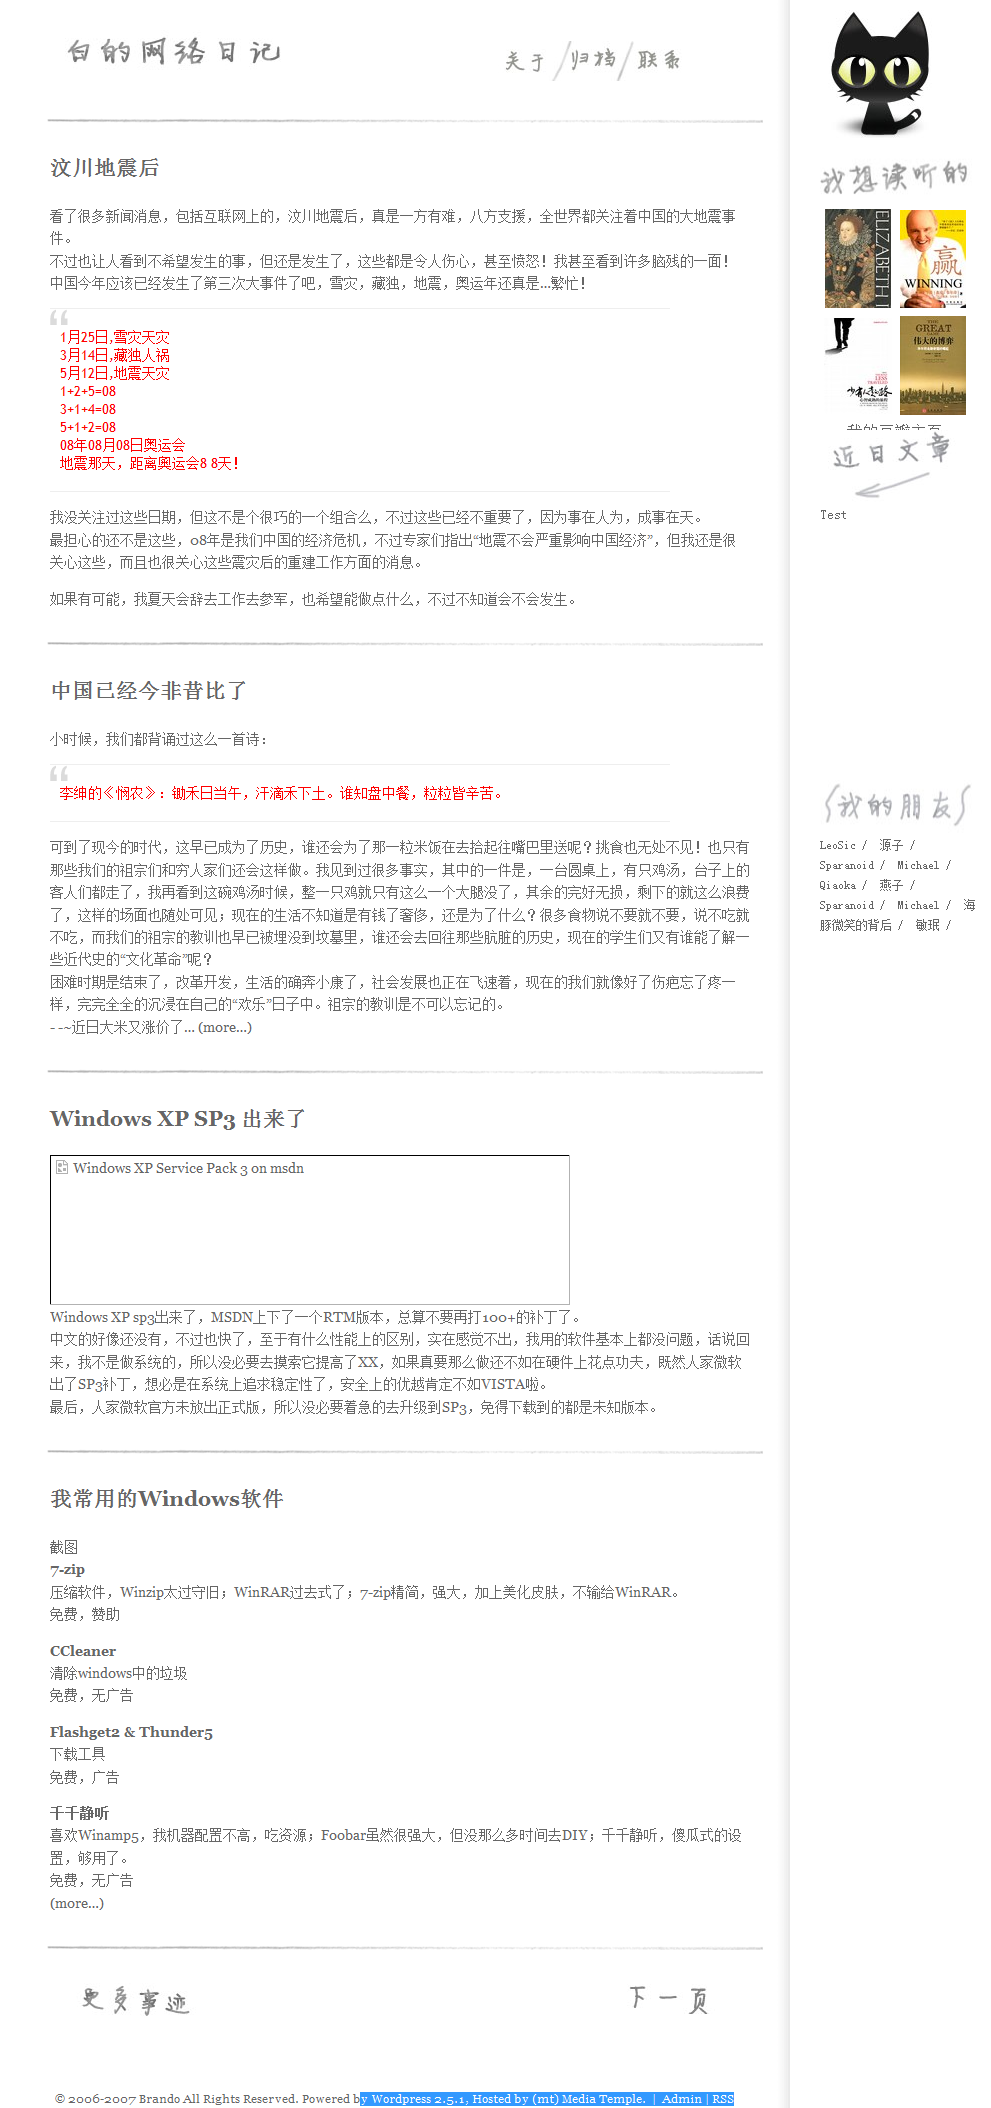 白的网络日记
关于/归档/联系
汶川地震后
看了很多新闻消息，包括互联网上的，汶川地震后，真是一方有难，八方支援，全世界都关注着中国的大地震事
件。
不过也让人看到不希望发生的事，但还是发生了，这些都是令人伤心，甚至愤怒！我甚至看到许多脑残的一面！
中国今年应该已经发生了第三次大事件了吧，雪灾，藏独，地震，奥运年还真是...繁忙！
1月25日,雪灾天灾
3月14日,藏独人祸
5月12日,地震天灾
1+2+5=08
3+1+4=08
5+1+2=08
08年08月08日奥运会
地震那天，距离奥运会8 8天！
我没关注过这些日期，但这不是个很巧的一个组合么，不过这些已经不重要了，因为事在人为，成事在天。
最担心的还不是这些，08年是我们中国的经济危机，不过专家们指出“地震不会严重影响中国经济”，但我还是很
关心这些，而且也很关心这些震灾后的重建工作方面的消息。
如果有可能，我夏天会辞去工作去参军，也希望能做点什么，不过不知道会不会发生。
中国已经今非昔比了
小时候，我们都背诵过这么一首诗：
李绅的《悯农》：锄禾日当午，汗滴禾下土。谁知盘中餐，粒粒皆辛苦。
可到了现今的时代，这早已成为了历史，谁还会为了那一粒米饭在去拾起往嘴巴里送呢？挑食也无处不见！也只有
那些我们的祖宗们和穷人家们还会这样做。我见到过很多事实，其中的一件是，一台圆桌上，有只鸡汤，台子上的
客人们都走了，我再看到这碗鸡汤时候，整一只鸡就只有这么一个大腿没了，其余的完好无损，剩下的就这么浪费
了，这样的场面也随处可见；现在的生活不知道是有钱了奢侈，还是为了什么？很多食物说不要就不要，说不吃就
不吃，而我们的祖宗的教训也早已被埋没到坟墓里，谁还会去回往那些肮脏的历史，现在的学生们又有谁能了解一
些近代史的“文化革命”呢？
困难时期是结束了，改革开发，生活的确奔小康了，社会发展也正在飞速着，现在的我们就像好了伤疤忘了疼一
样，完完全全的沉浸在自己的“欢乐”日子中。祖宗的教训是不可以忘记的。
- -~近日大米又涨价了... (more...)
Windows XP SP3 出来了
Windows XP Service Pack 3 on msdn
Windows XP sp3出来了，MSDN上下了一个RTM版本，总算不要再打100+的补丁了。
中文的好像还没有，不过也快了，至于有什么性能上的区别，实在感觉不出，我用的软件基本上都没问题，话说回
来，我不是做系统的，所以没必要去摸索它提高了XX，如果真要那么做还不如在硬件上花点功夫，既然人家微软
出了SP3补丁，想必是在系统上追求稳定性了，安全上的优越肯定不如VISTA啦。
最后，人家微软官方未放出正式版，所以没必要着急的去升级到SP3，免得下载到的都是未知版本。
我常用的Windows软件
截图
7-zip
压缩软件，Winzip太过守旧；WinRAR过去式了；7-zip精简，强大，加上美化皮肤，不输给WinRAR。
免费，赞助
CCleaner
清除windows中的垃圾
免费，无广告
Flashget2 & Thunder5
下载工具
免费，广告
千千静听
喜欢Winamp5，我机器配置不高，吃资源；Foobar虽然很强大，但没那么多时间去DIY；千千静听，傻瓜式的设
置，够用了。
免费，无广告
(more...)
更多事迹
下一页
© 2006-2007 Brando All Rights Reserved. Powered by Wordpress 2.5.1, Hosted by (mt) Media Temple. | Admin | RSS
我想读听的
ELIZABETH I
赢
WINNING
THE GREAT GAME
伟大的博弈
少有人走的路
我的豆瓣主页
近日文章
Test
我的朋友
LeoSic / 源子 /
Sparanoid / Michael /
Qiaoka / 燕子 /
Sparanoid / Michael / 海
豚微笑的背后 / 敏珉 /